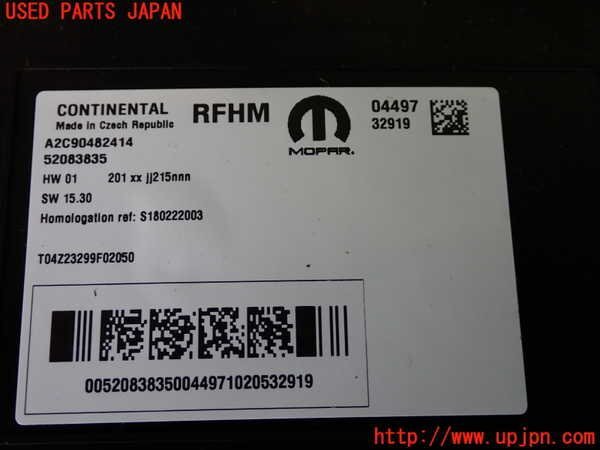 USED PARTS JAPAN
CONTINENTAL RFHM 04497
Made in Czech Republic 32919
MOPAR.
A2C90482414
52083835
HW 01 201 xx jj215nnn
SW 15.30
Homologation ref: S180222003
T04Z23299F02050
00520838350044971020532919
http://www.upjpn.com/